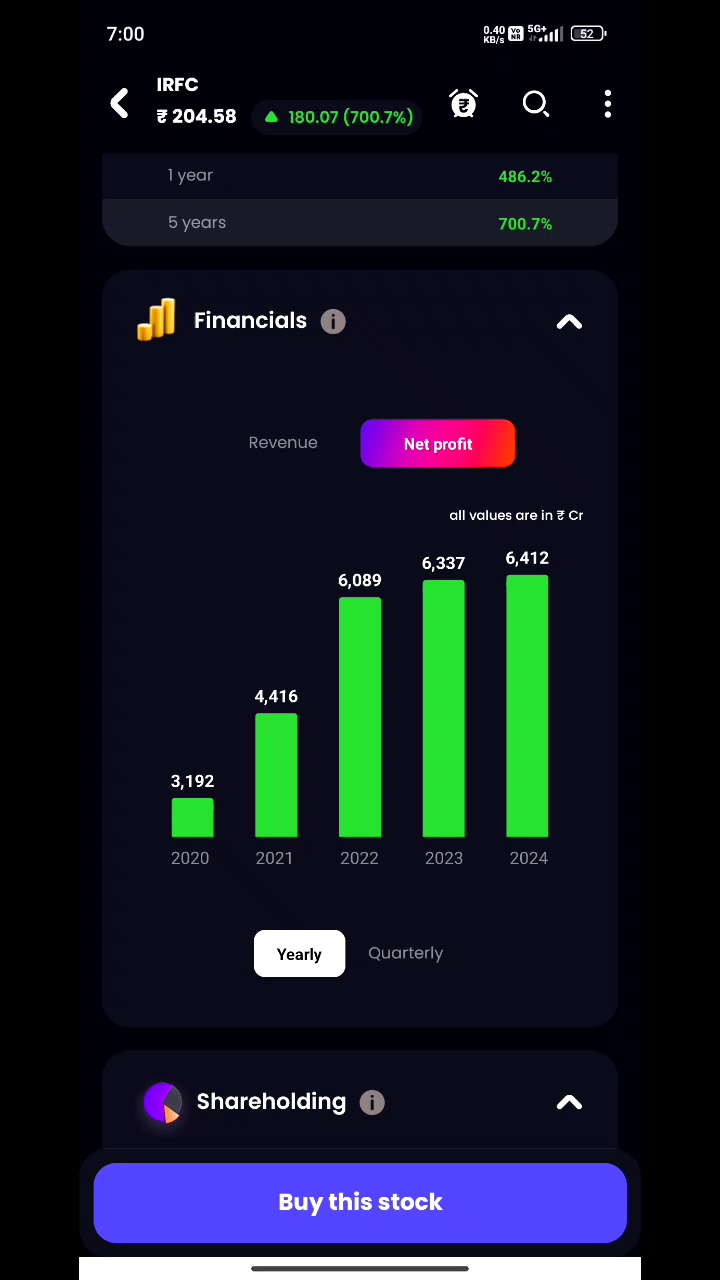 7:00
0.40 KB/s Vo NR 5G+ 52
IRFC
₹ 204.58 ▲ 180.07 (700.7%)
1 year 486.2%
5 years 700.7%
Financials i
Revenue Net profit
all values are in ₹ Cr
3,192 4,416 6,089 6,337 6,412
2020 2021 2022 2023 2024
Yearly Quarterly
Shareholding i
Buy this stock